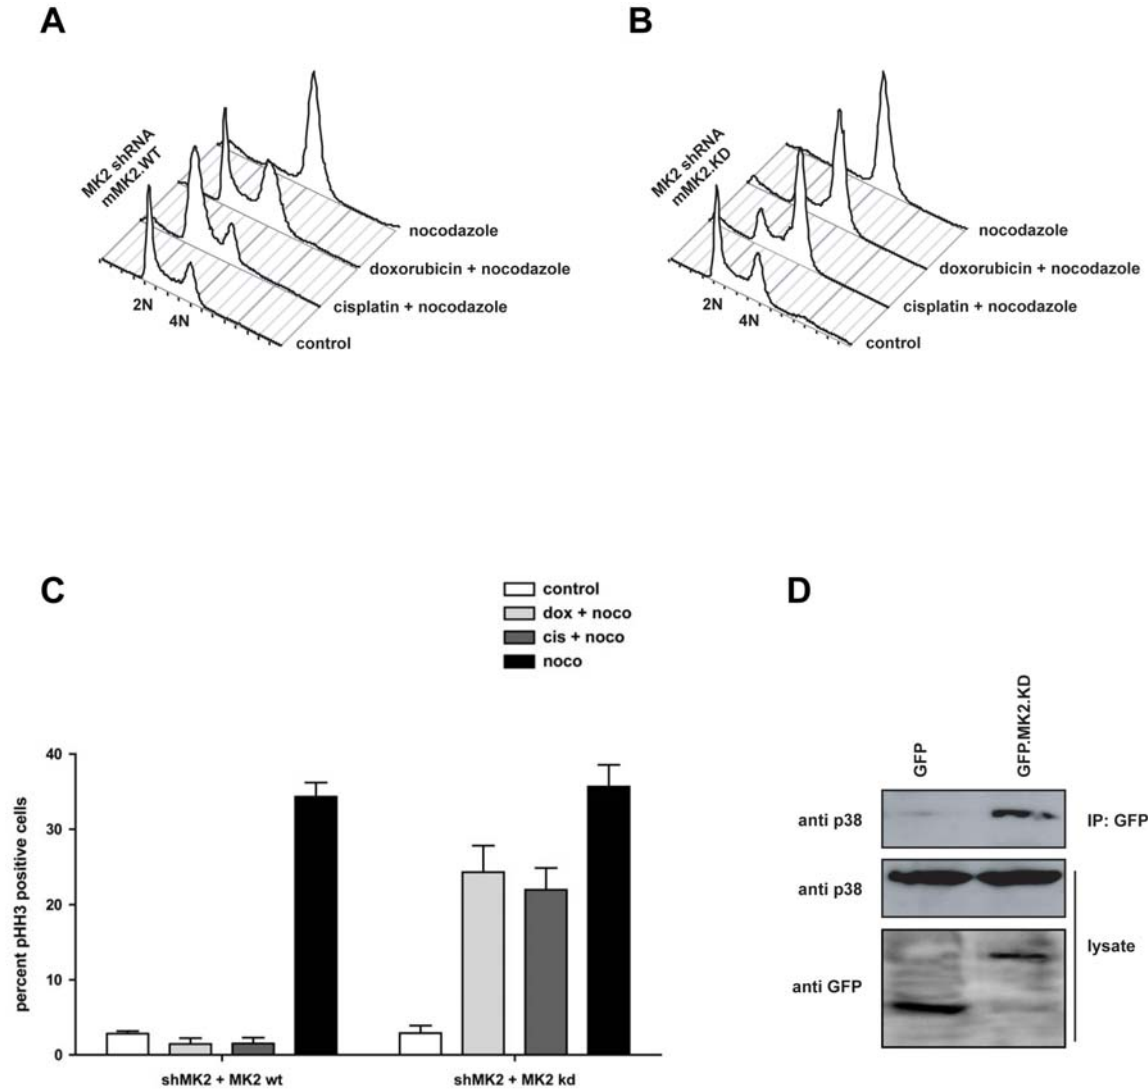 A
MK2 shRNA
mMK2.WT
nocodazole
doxorubicin + nocodazole
cisplatin + nocodazole
control
2N
4N
B
MK2 shRNA
mMK2.KD
nocodazole
doxorubicin + nocodazole
cisplatin + nocodazole
control
2N
4N
C
control
dox + noco
cis + noco
noco
percent pHH3 positive cells
40
30
20
10
0
shMK2 + MK2 wt
shMK2 + MK2 kd
D
GFP
GFP.MK2.KD
anti p38
IP: GFP
anti p38
anti GFP
lysate